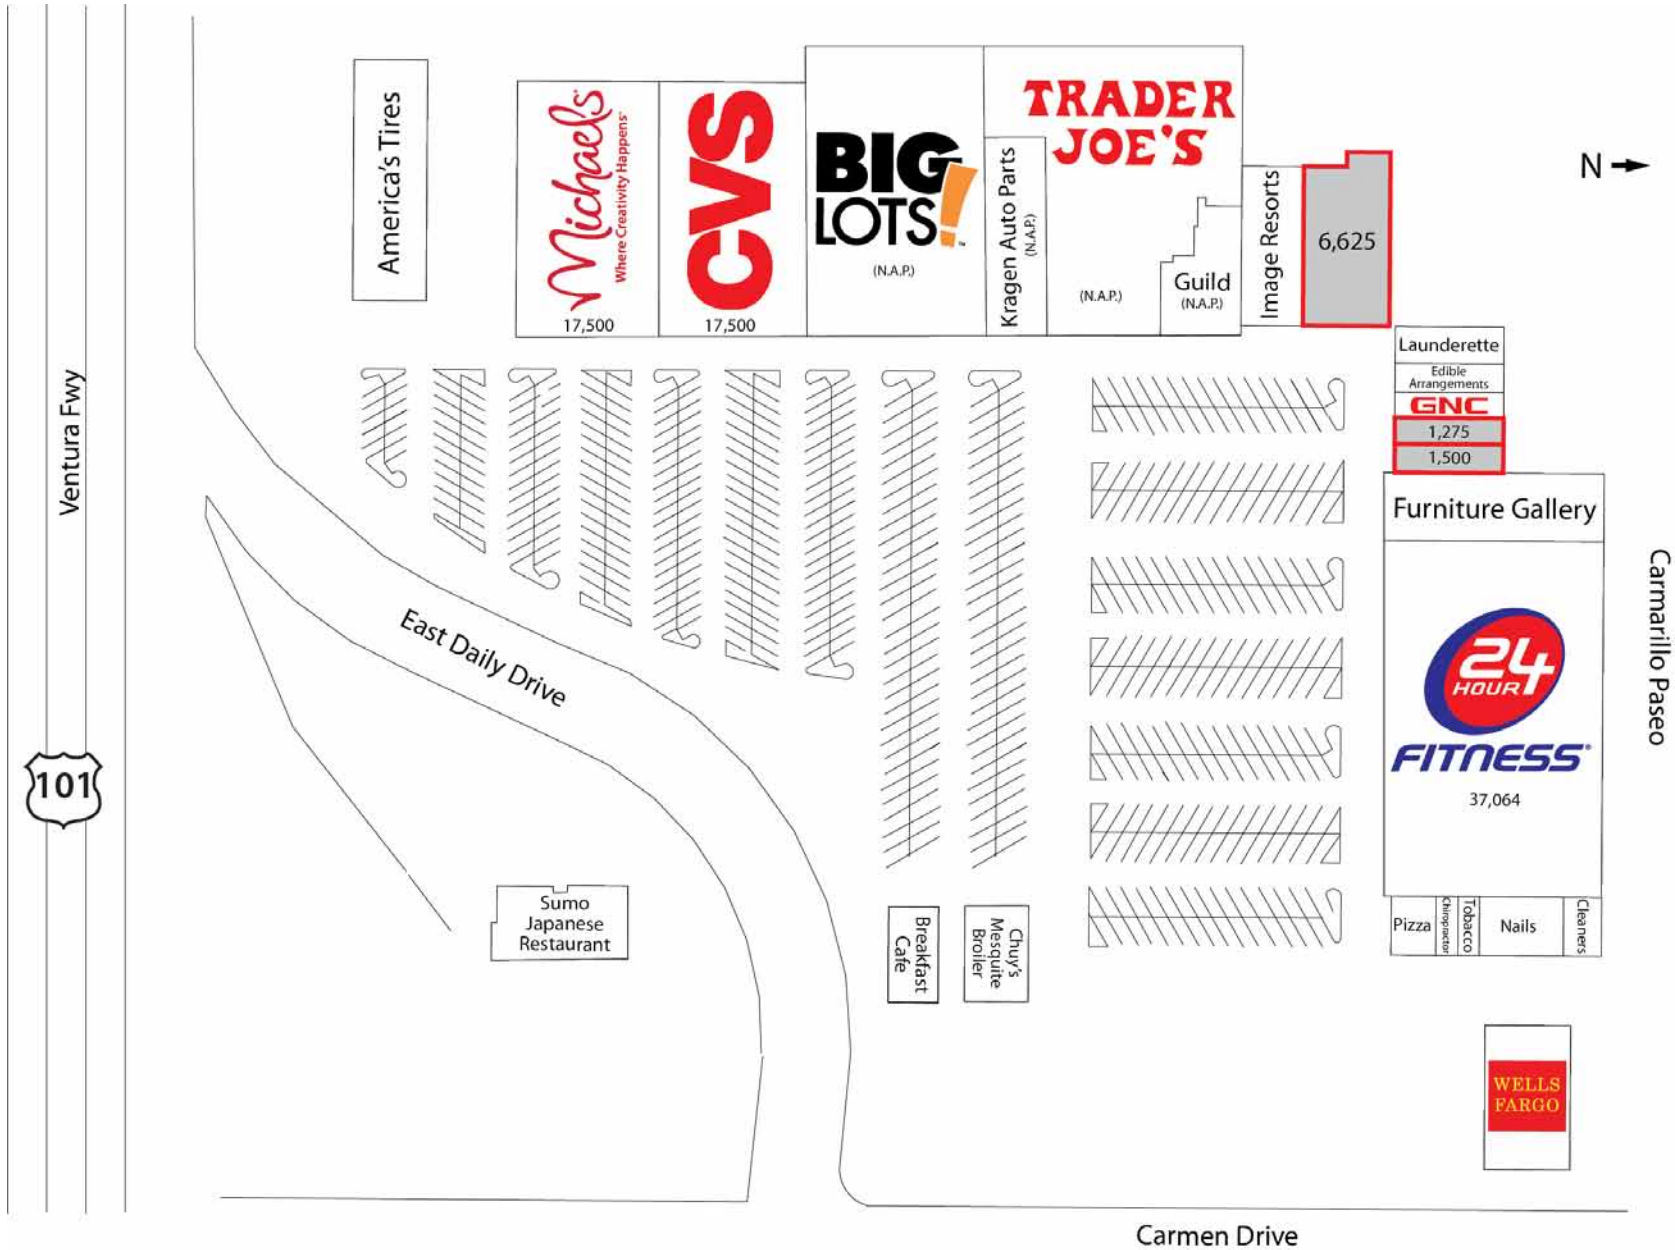 America's Tires
Michaels
Where Creativity Happens
17,500
CVS
17,500
BIG
LOTS!
(N.A.P.)
Kragen Auto Parts
(N.A.P.)
TRADER
JOE'S
(N.A.P.)
Guild
(N.A.P.)
Image Resorts
6,625
N
Launderette
Edible
Arrangements
GNC
1,275
1,500
Furniture Gallery
24
HOUR
FITNESS
37,064
Carmarillo Paseo
Pizza
Chiropractor
Tobacco
Nails
Cleaners
WELLS
FARGO
Ventura Fwy
101
East Daily Drive
Sumo
Japanese
Restaurant
Breakfast
Cafe
Chuy's
Mesquite
Broiler
Carmen Drive